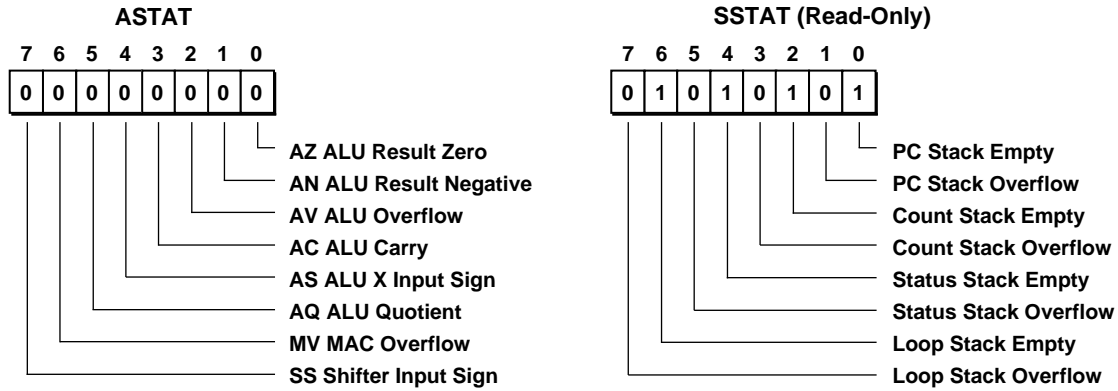 ASTAT
7 6 5 4 3 2 1 0
0 0 0 0 0 0 0 0
AZ ALU Result Zero
AN ALU Result Negative
AV ALU Overflow
AC ALU Carry
AS ALU X Input Sign
AQ ALU Quotient
MV MAC Overflow
SS Shifter Input Sign
SSTAT (Read-Only)
7 6 5 4 3 2 1 0
0 1 0 1 0 1 0 1
PC Stack Empty
PC Stack Overflow
Count Stack Empty
Count Stack Overflow
Status Stack Empty
Status Stack Overflow
Loop Stack Empty
Loop Stack Overflow